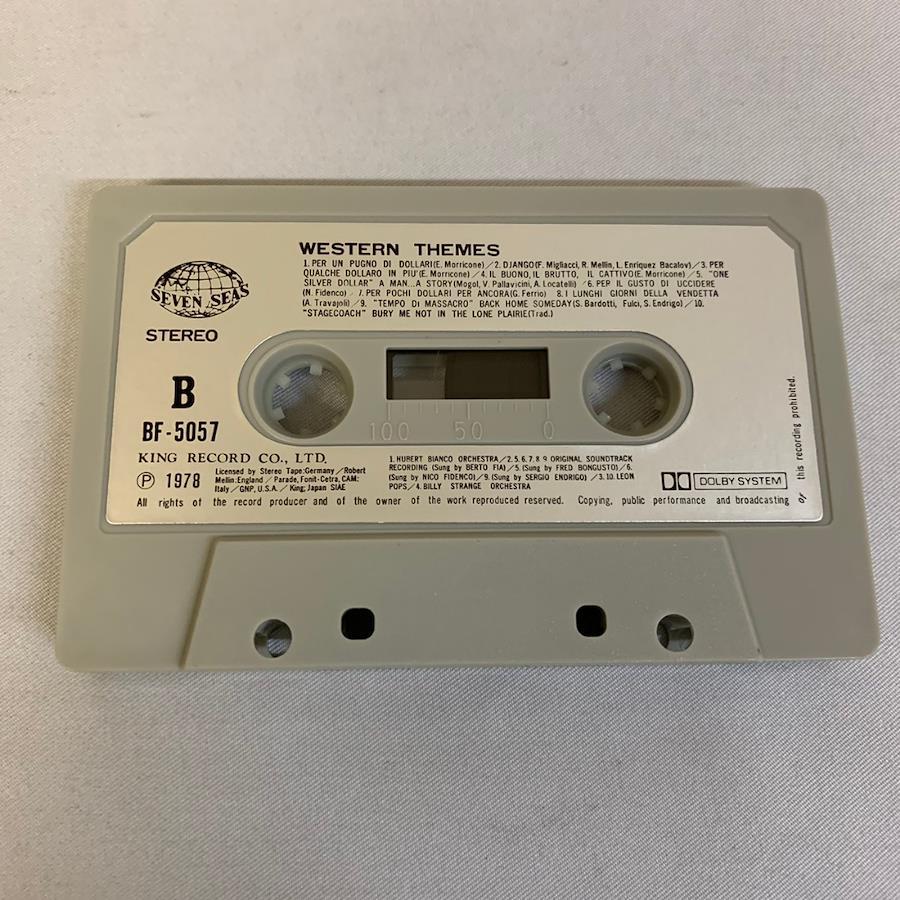 WESTERN THEMES
1. PER UN PUGNO DI DOLLARI(E. Morricone)／2. DJANGO(F. Migliacci, R. Mellin, L. Enriquez Bacalov)／3. PER
QUALCHE DOLLARO IN PIU'(E. Morricone)／4. IL BUONO, IL BRUTTO, IL CATTIVO(E. Morricone)／5. "ONE
SILVER DOLLAR" A MAN...A STORY(Mogol, V. Pallavicini, A. Locatelli)／6. PEP IL GUSTO DI UCCIDERE
(N. Fidenco)／7. PER POCHI DOLLARI PER ANCORA(G. Ferrio)／8. I LUNGHI GIORNI DELLA VENDETTA
(A. Travajoli)／9. "TEMPO DI MASSACRO" BACK HOME SOMEDAY(S. Bardotti, Fulci, S. Endrigo)／10.
"STAGECOACH" BURY ME NOT IN THE LONE PLAIRIE(Trad.)
SEVEN SEAS
STEREO
B
BF-5057
100 50 0
KING RECORD CO., LTD.
Ⓟ 1978
Licensed by Stereo Tape:Germany／Robert
Mellin:England／Parade, Fonit-Cetra, CAM:
Italy／GNP, U.S.A.／King:Japan SIAE
1. HUBERT BIANCO ORCHESTRA／2. 5. 6. 7. 8. 9 ORIGINAL SOUNDTRACK
RECORDING (Sung by BERTO FIA)／5. (Sung by FRED BONGUSTO)／6.
(Sung by NICO FIDENCO)／9. (Sung by SERGIO ENDRIGO)／3. 10. LEON
POPS／4. BILLY STRANGE ORCHESTRA
DOLBY SYSTEM
All rights of the record producer and of the owner of the work reproduced reserved. Copying, public performance and broadcasting
of this recording prohibited.